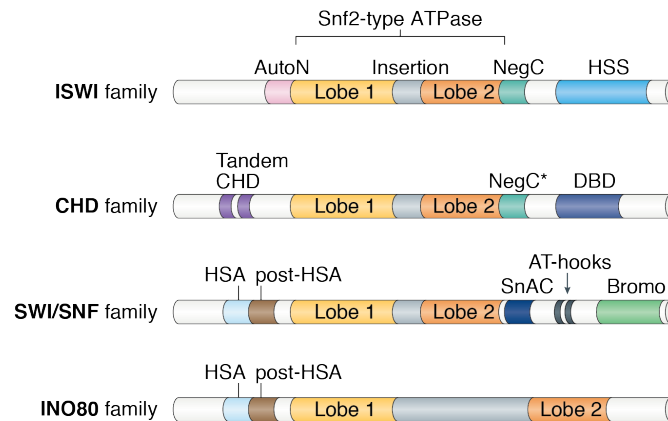 Snf2-type ATPase
AutoN Insertion NegC HSS
ISWI family Lobe 1 Lobe 2
Tandem
CHD NegC* DBD
CHD family Lobe 1 Lobe 2
AT-hooks
HSA post-HSA SnAC Bromo
SWI/SNF family Lobe 1 Lobe 2
HSA post-HSA
INO80 family Lobe 1 Lobe 2